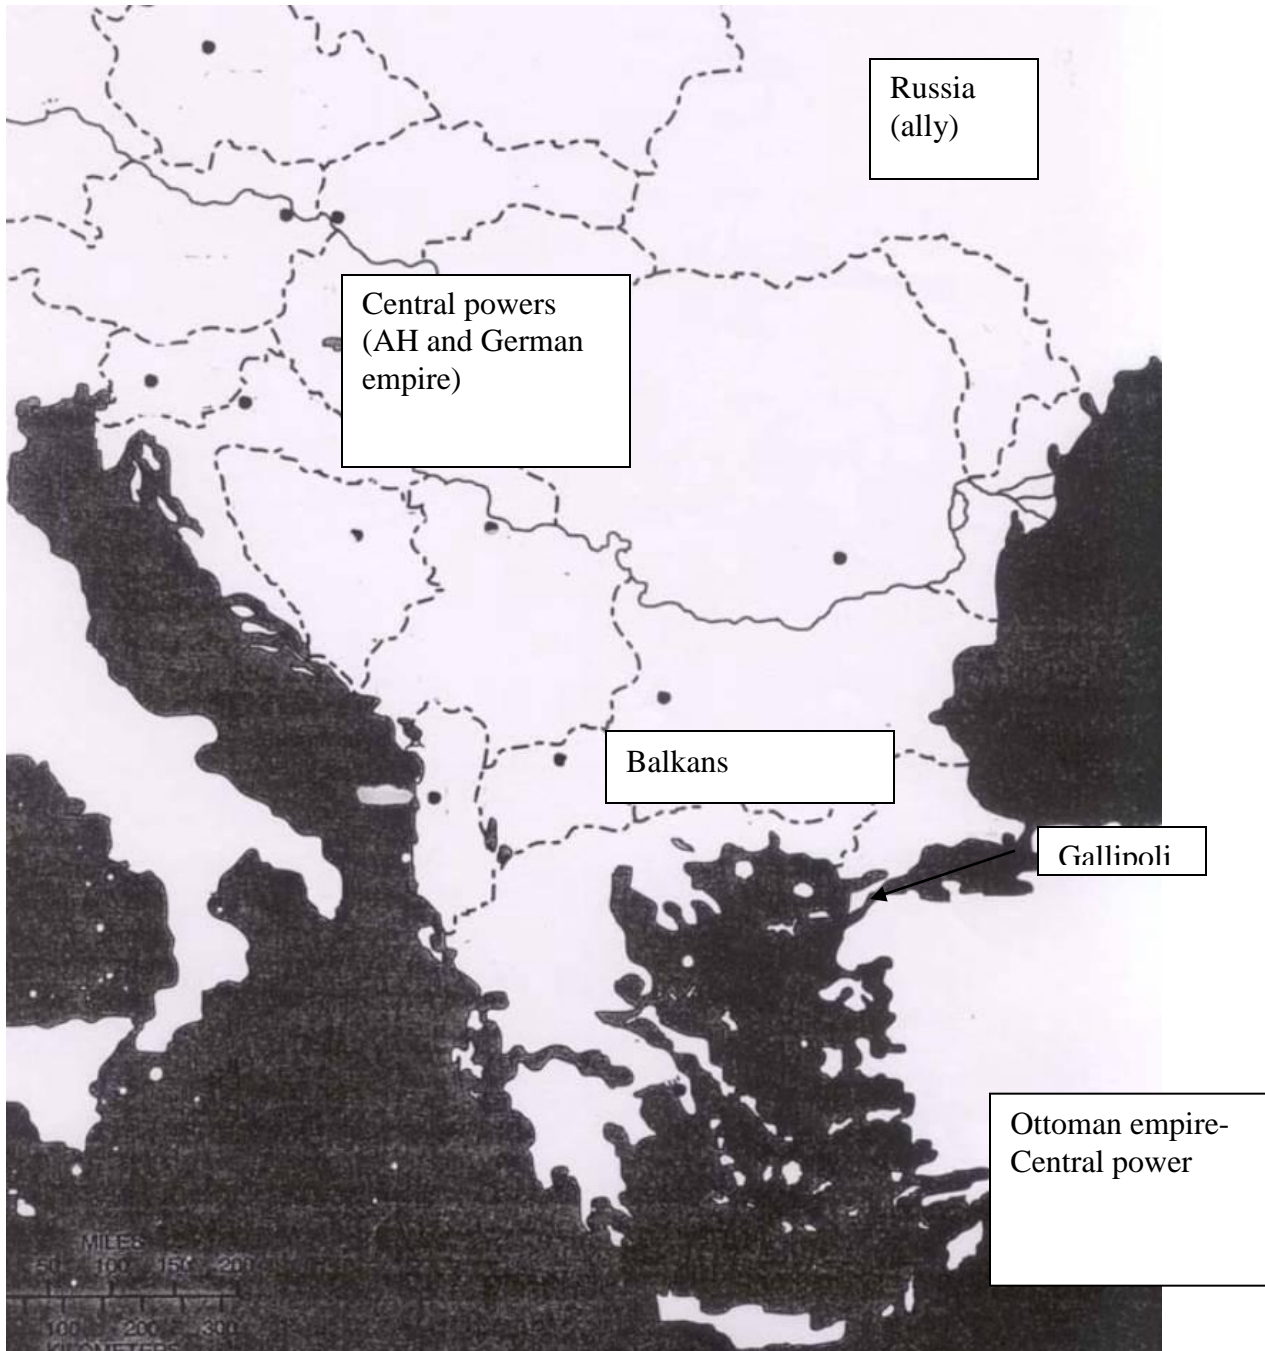 Russia
(ally)
Central powers
(AH and German
empire)
Balkans
Gallipoli
Ottoman empire-
Central power
MILES
50 100 150 200
100 200 300
KILOMETERS